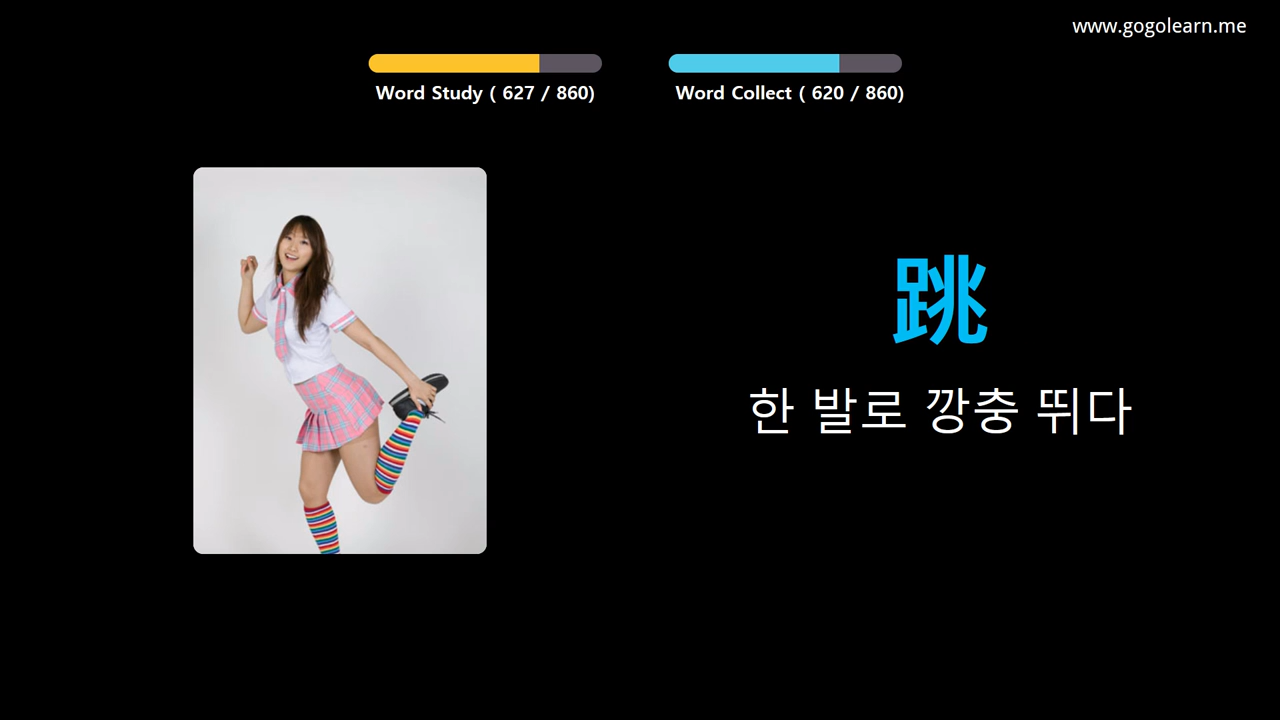 www.gogolearn.me
Word Study ( 627 / 860)
Word Collect ( 620 / 860)
跳
한 발로 깡충 뛰다